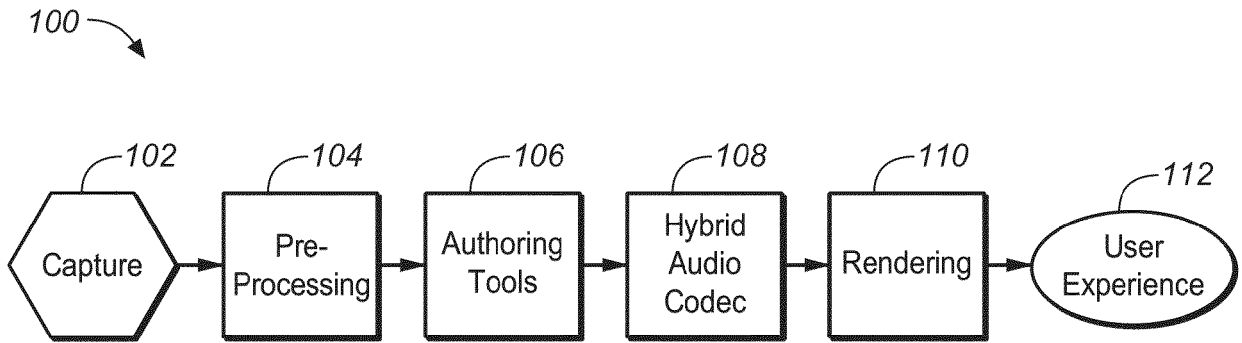 100
102
104
106
108
110
112
Capture
Pre-
Processing
Authoring
Tools
Hybrid
Audio
Codec
Rendering
User
Experience